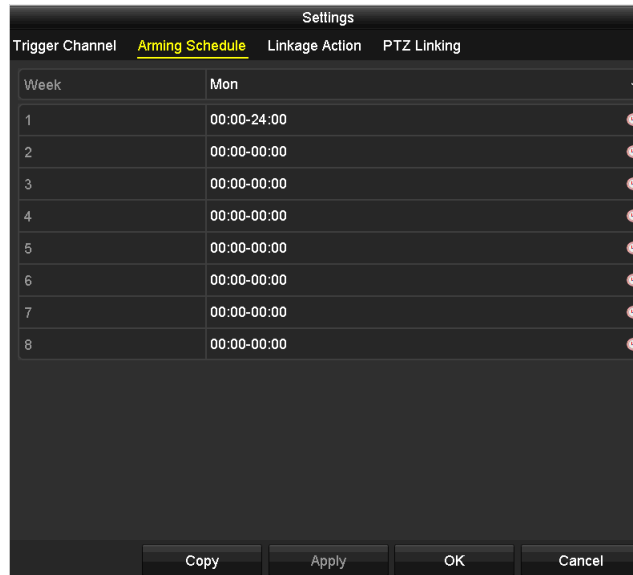 Settings
Trigger Channel Arming Schedule Linkage Action PTZ Linking
Week Mon
1 00:00-24:00
2 00:00-00:00
3 00:00-00:00
4 00:00-00:00
5 00:00-00:00
6 00:00-00:00
7 00:00-00:00
8 00:00-00:00
Copy Apply OK Cancel